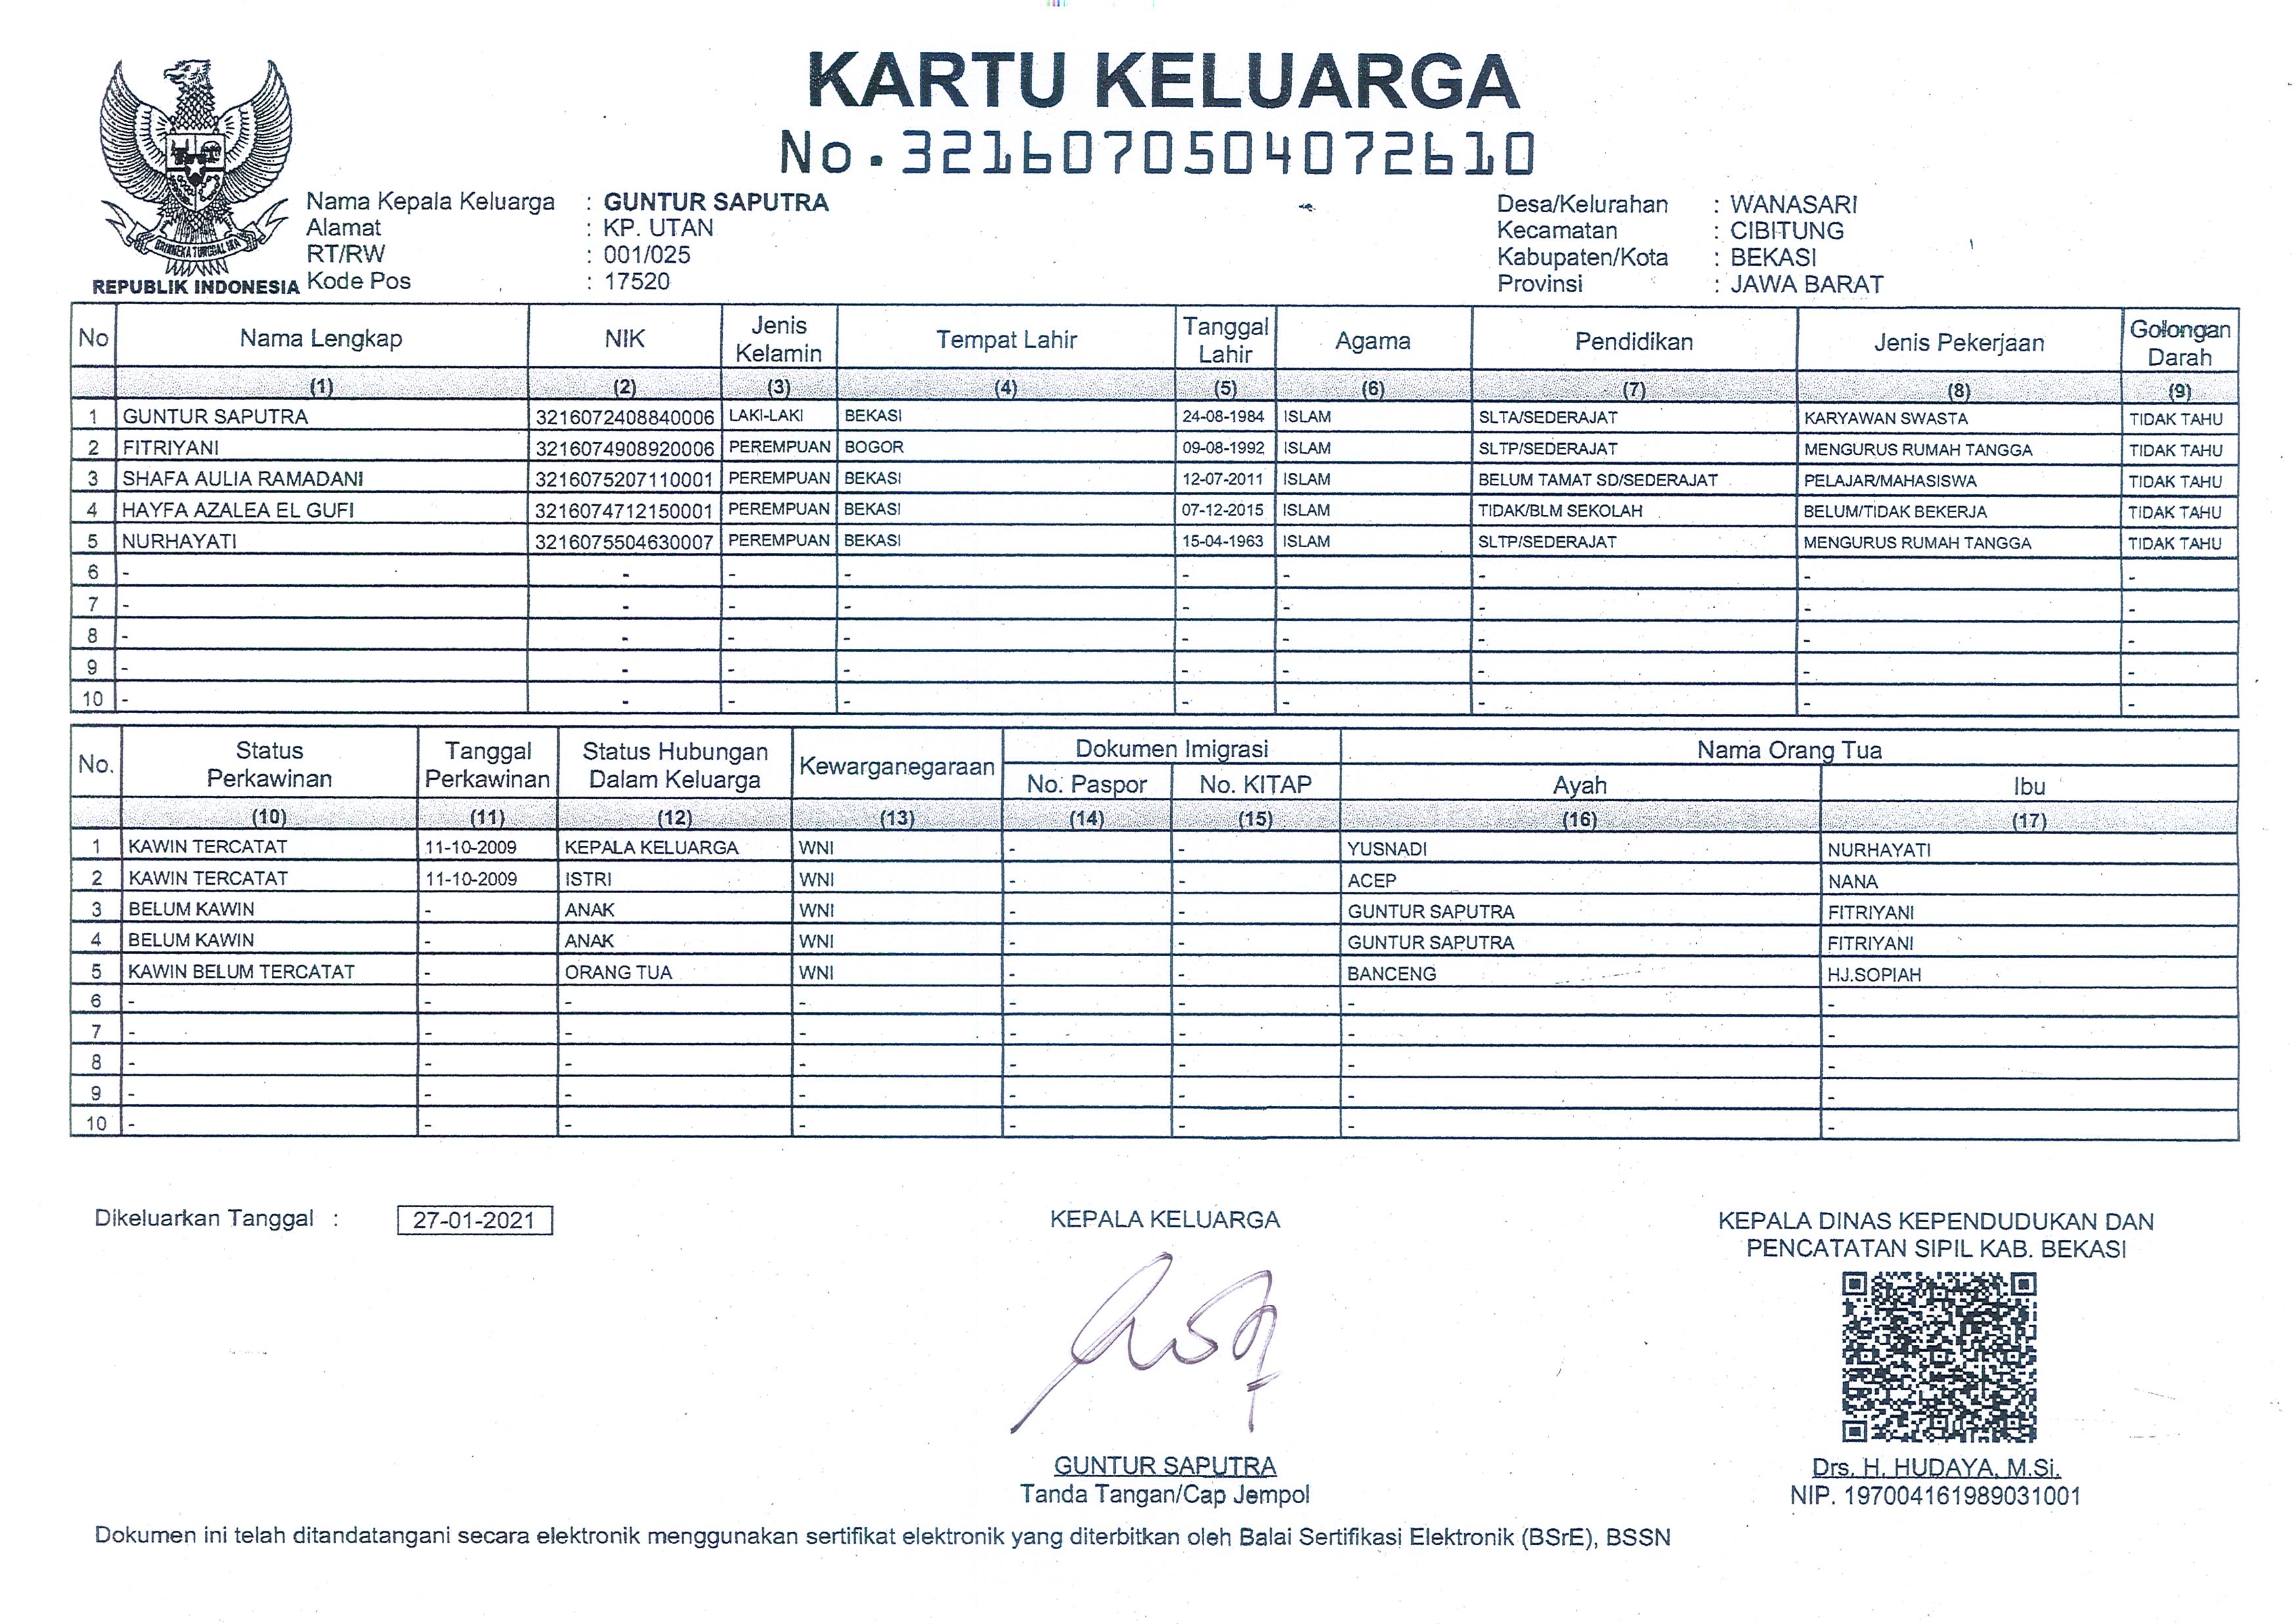 KARTU KELUARGA
No. 3216070504072610
BHINNEKA TUNGGAL IKA
REPUBLIK INDONESIA
Nama Kepala Keluarga : GUNTUR SAPUTRA
Alamat : KP. UTAN
RT/RW : 001/025
Kode Pos : 17520
Desa/Kelurahan : WANASARI
Kecamatan : CIBITUNG
Kabupaten/Kota : BEKASI
Provinsi : JAWA BARAT
No Nama Lengkap NIK Jenis Kelamin Tempat Lahir Tanggal Lahir Agama Pendidikan Jenis Pekerjaan Golongan Darah
(1) (2) (3) (4) (5) (6) (7) (8) (9)
1 GUNTUR SAPUTRA 3216072408840006 LAKI-LAKI BEKASI 24-08-1984 ISLAM SLTA/SEDERAJAT KARYAWAN SWASTA TIDAK TAHU
2 FITRIYANI 3216074908920006 PEREMPUAN BOGOR 09-08-1992 ISLAM SLTP/SEDERAJAT MENGURUS RUMAH TANGGA TIDAK TAHU
3 SHAFA AULIA RAMADANI 3216075207110001 PEREMPUAN BEKASI 12-07-2011 ISLAM BELUM TAMAT SD/SEDERAJAT PELAJAR/MAHASISWA TIDAK TAHU
4 HAYFA AZALEA EL GUFI 3216074712150001 PEREMPUAN BEKASI 07-12-2015 ISLAM TIDAK/BLM SEKOLAH BELUM/TIDAK BEKERJA TIDAK TAHU
5 NURHAYATI 3216075504630007 PEREMPUAN BEKASI 15-04-1963 ISLAM SLTP/SEDERAJAT MENGURUS RUMAH TANGGA TIDAK TAHU
6 - - - - - - - - -
7 - - - - - - - - -
8 - - - - - - - - -
9 - - - - - - - - -
10 - - - - - - - - -
No. Status Perkawinan Tanggal Perkawinan Status Hubungan Dalam Keluarga Kewarganegaraan Dokumen Imigrasi Nama Orang Tua
No. Paspor No. KITAP Ayah Ibu
(10) (11) (12) (13) (14) (15) (16) (17)
1 KAWIN TERCATAT 11-10-2009 KEPALA KELUARGA WNI - - YUSNADI NURHAYATI
2 KAWIN TERCATAT 11-10-2009 ISTRI WNI - - ACEP NANA
3 BELUM KAWIN - ANAK WNI - - GUNTUR SAPUTRA FITRIYANI
4 BELUM KAWIN - ANAK WNI - - GUNTUR SAPUTRA FITRIYANI
5 KAWIN BELUM TERCATAT - ORANG TUA WNI - - BANCENG HJ.SOPIAH
6 - - - - - - - -
7 - - - - - - - -
8 - - - - - - - -
9 - - - - - - - -
10 - - - - - - - -
Dikeluarkan Tanggal : 27-01-2021
KEPALA KELUARGA
GUNTUR SAPUTRA
Tanda Tangan/Cap Jempol
KEPALA DINAS KEPENDUDUKAN DAN
PENCATATAN SIPIL KAB. BEKASI
Drs. H. HUDAYA, M.Si.
NIP. 197004161989031001
Dokumen ini telah ditandatangani secara elektronik menggunakan sertifikat elektronik yang diterbitkan oleh Balai Sertifikasi Elektronik (BSrE), BSSN